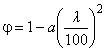 φ = 1 − a(λ/100)²